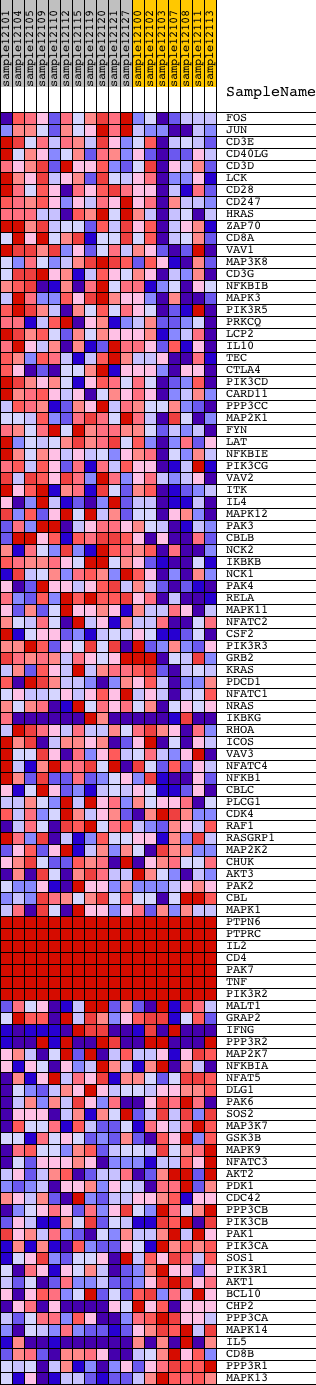 sample12101
sample12104
sample12105
sample12109
sample12110
sample12112
sample12115
sample12120
sample12100
sample12102
sample12103
sample12107
sample12108
sample12111
SampleName
FOS
JUN
CD3E
CD40LG
CD3D
LCK
CD28
CD247
HRAS
ZAP70
CD8A
VAV1
MAP3K8
CD3G
NFKBIB
MAPK3
PIK3R5
PRKCQ
LCP2
IL10
TEC
CTLA4
PIK3CD
CARD11
PPP3CC
MAP2K1
FYN
LAT
NFKBIE
PIK3CG
VAV2
ITK
IL4
MAPK12
PAK3
CBLB
NCK2
IKBKB
NCK1
PAK4
RELA
MAPK11
NFATC2
CSF2
PIK3R3
GRB2
KRAS
PDCD1
NFATC1
NRAS
IKBKG
RHOA
ICOS
VAV3
NFATC4
NFKB1
CBLC
PLCG1
CDK4
RAF1
RASGRP1
MAP2K2
CHUK
AKT3
PAK2
CBL
MAPK1
PTPN6
PTPRC
IL2
CD4
PAK7
TNF
PIK3R2
MALT1
GRAP2
IFNG
PPP3R2
MAP2K7
NFKBIA
NFAT5
DLG1
PAK6
SOS2
MAP3K7
GSK3B
MAPK9
NFATC3
AKT2
PDK1
CDC42
PPP3CB
PIK3CB
PAK1
PIK3CA
SOS1
PIK3R1
AKT1
BCL10
CHP2
PPP3CA
MAPK14
IL5
CD8B
PPP3R1
MAPK13